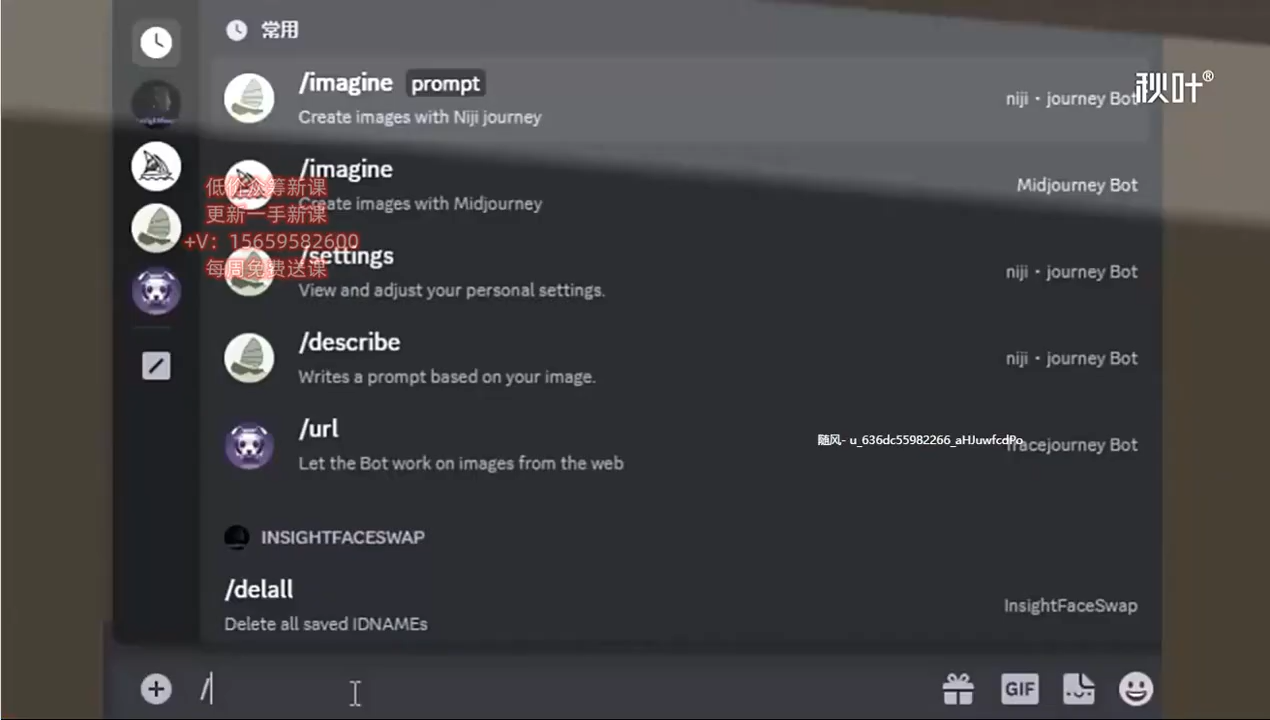 常用
秋叶®
/imagine prompt
niji • journey Bot
Create images with Niji journey
/imagine
Midjourney Bot
Create images with Midjourney
低价众筹新课
更新一手新课
+V: 15659582600
每周免费送课
/settings
niji • journey Bot
View and adjust your personal settings.
/describe
niji • journey Bot
Writes a prompt based on your image.
/url
随风- u_636dc55982266_aHJuwfcdPo
Tracejourney Bot
Let the Bot work on images from the web
INSIGHTFACESWAP
/delall
InsightFaceSwap
Delete all saved IDNAMEs
/
GIF